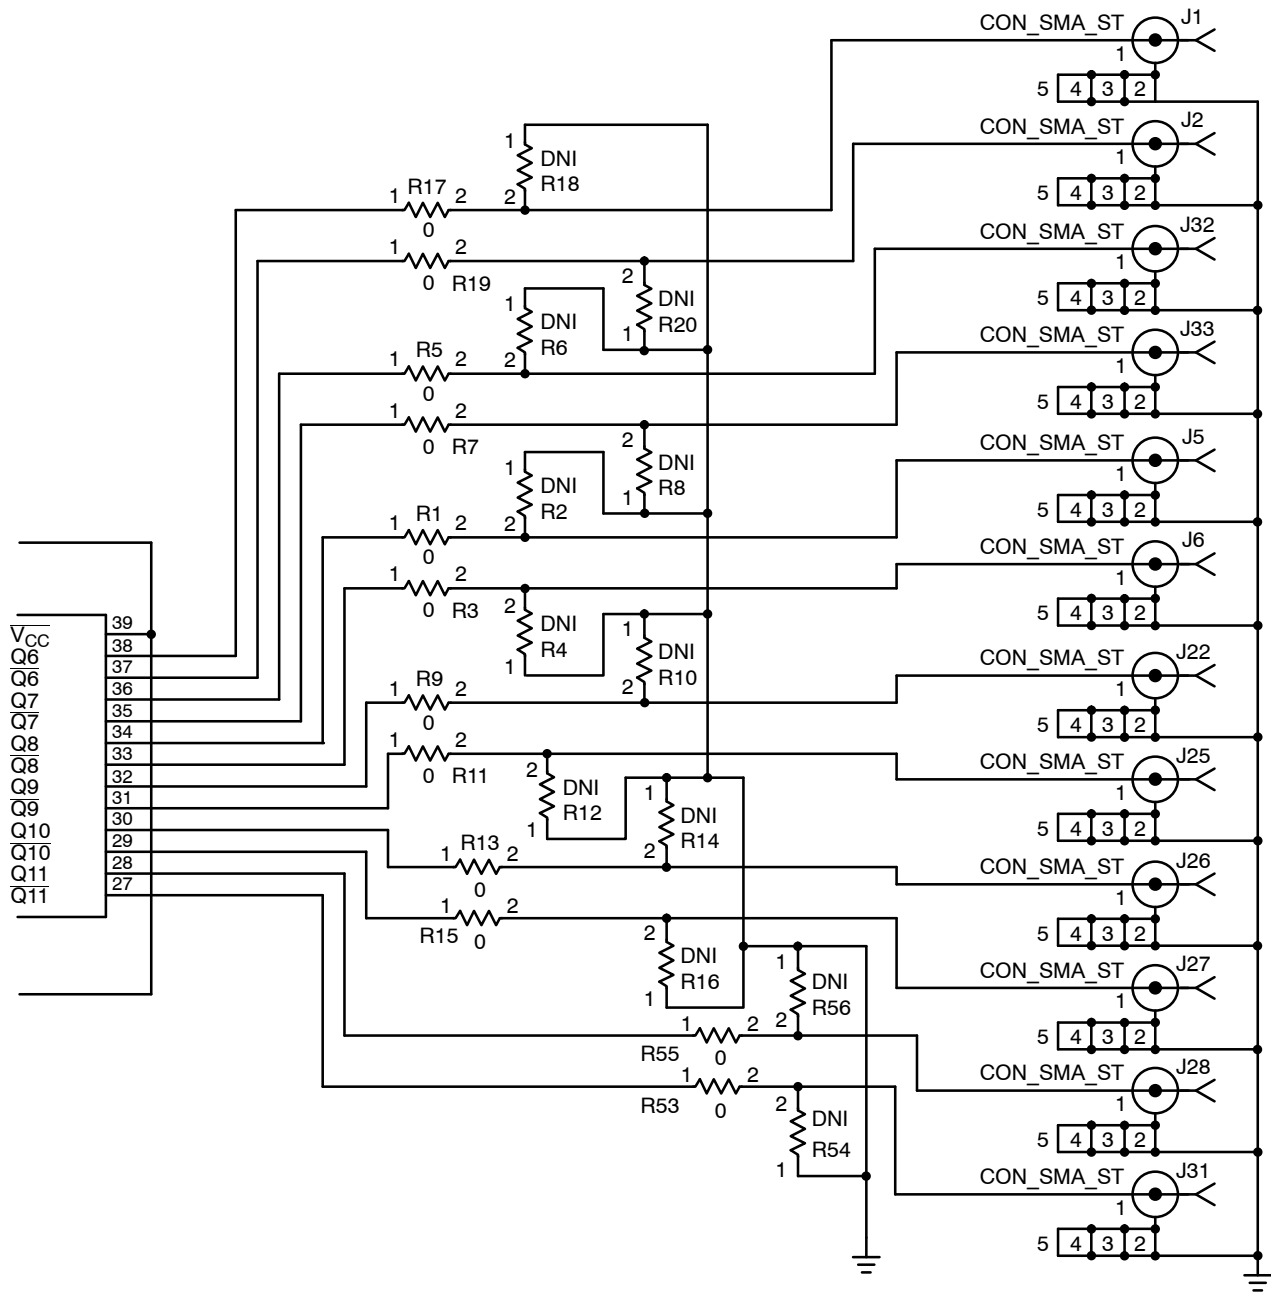 CON_SMA_ST J1
1
5 4 3 2
CON_SMA_ST J2
1
5 4 3 2
CON_SMA_ST J32
1
5 4 3 2
CON_SMA_ST J33
1
5 4 3 2
CON_SMA_ST J5
1
5 4 3 2
CON_SMA_ST J6
1
5 4 3 2
CON_SMA_ST J22
1
5 4 3 2
CON_SMA_ST J25
1
5 4 3 2
CON_SMA_ST J26
1
5 4 3 2
CON_SMA_ST J27
1
5 4 3 2
CON_SMA_ST J28
1
5 4 3 2
CON_SMA_ST J31
1
5 4 3 2
1 DNI
2 R18
1 R17 2
0
1 2
0 R19
2 DNI
1 R20
1 DNI
2 R6
1 R5 2
0
1 2
0 R7
2 DNI
1 R8
1 DNI
2 R2
1 R1 2
0
1 2
0 R3
2 DNI
1 R4
1 DNI
2 R10
1 R9 2
0
1 2
0 R11
2 DNI
1 R12
1 DNI
2 R14
1 R13 2
0
1 2
R15 0
2 DNI
1 R16
1 DNI
2 R56
1 2
R55 0
1 2
R53 0
2 DNI
1 R54
VCC 39
Q6 38
Q6 37
Q7 36
Q7 35
Q8 34
Q8 33
Q9 32
Q9 31
Q10 30
Q10 29
Q11 28
Q11 27